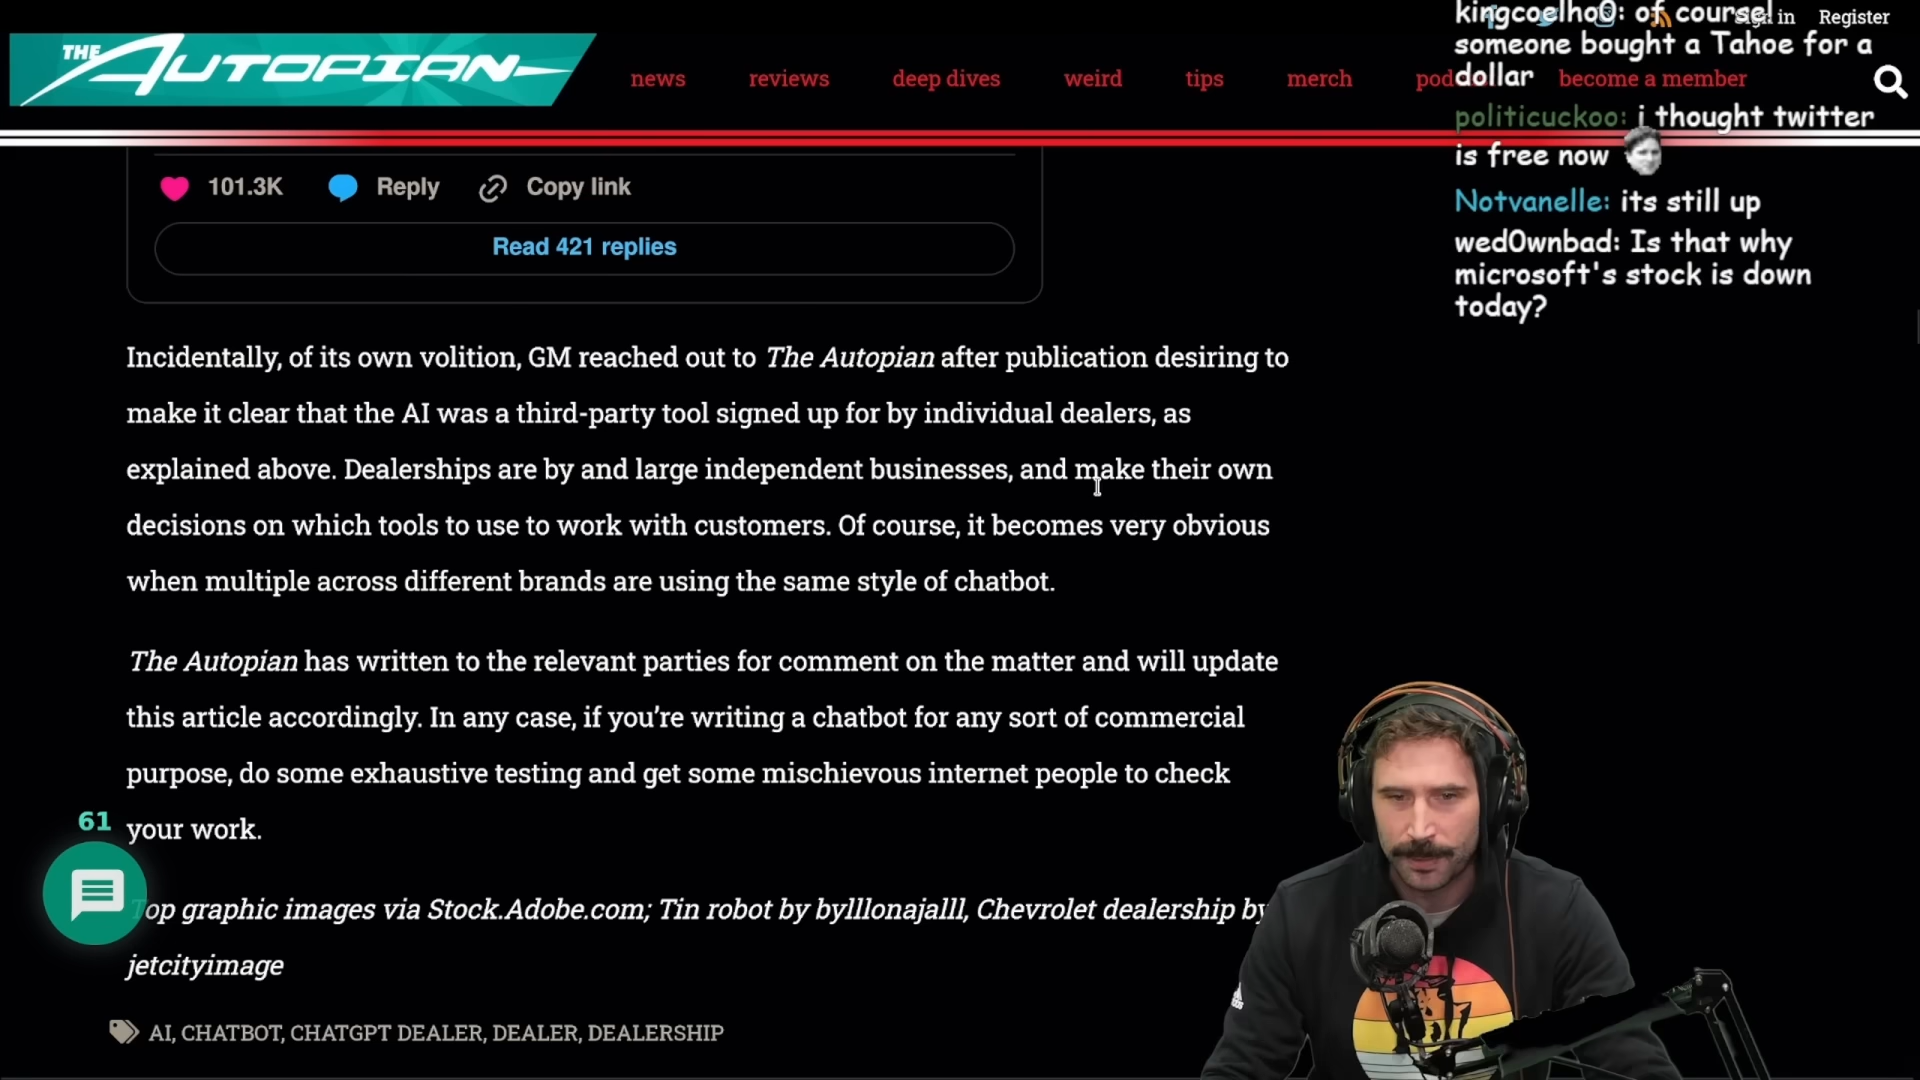 kingcoelho0: of course!
Sign in Register
someone bought a Tahoe for a
dollar
THE AUTOPIAN
news reviews deep dives weird tips merch pod become a member
politicuckoo: i thought twitter
is free now
Notvanelle: its still up
wed0wnbad: Is that why
microsoft's stock is down
today?
101.3K Reply Copy link
Read 421 replies
Incidentally, of its own volition, GM reached out to The Autopian after publication desiring to
make it clear that the AI was a third-party tool signed up for by individual dealers, as
explained above. Dealerships are by and large independent businesses, and make their own
decisions on which tools to use to work with customers. Of course, it becomes very obvious
when multiple across different brands are using the same style of chatbot.
The Autopian has written to the relevant parties for comment on the matter and will update
this article accordingly. In any case, if you’re writing a chatbot for any sort of commercial
purpose, do some exhaustive testing and get some mischievous internet people to check
your work.
61
Top graphic images via Stock.Adobe.com; Tin robot by bylllonajalll, Chevrolet dealership by
jetcityimage
AI, CHATBOT, CHATGPT DEALER, DEALER, DEALERSHIP